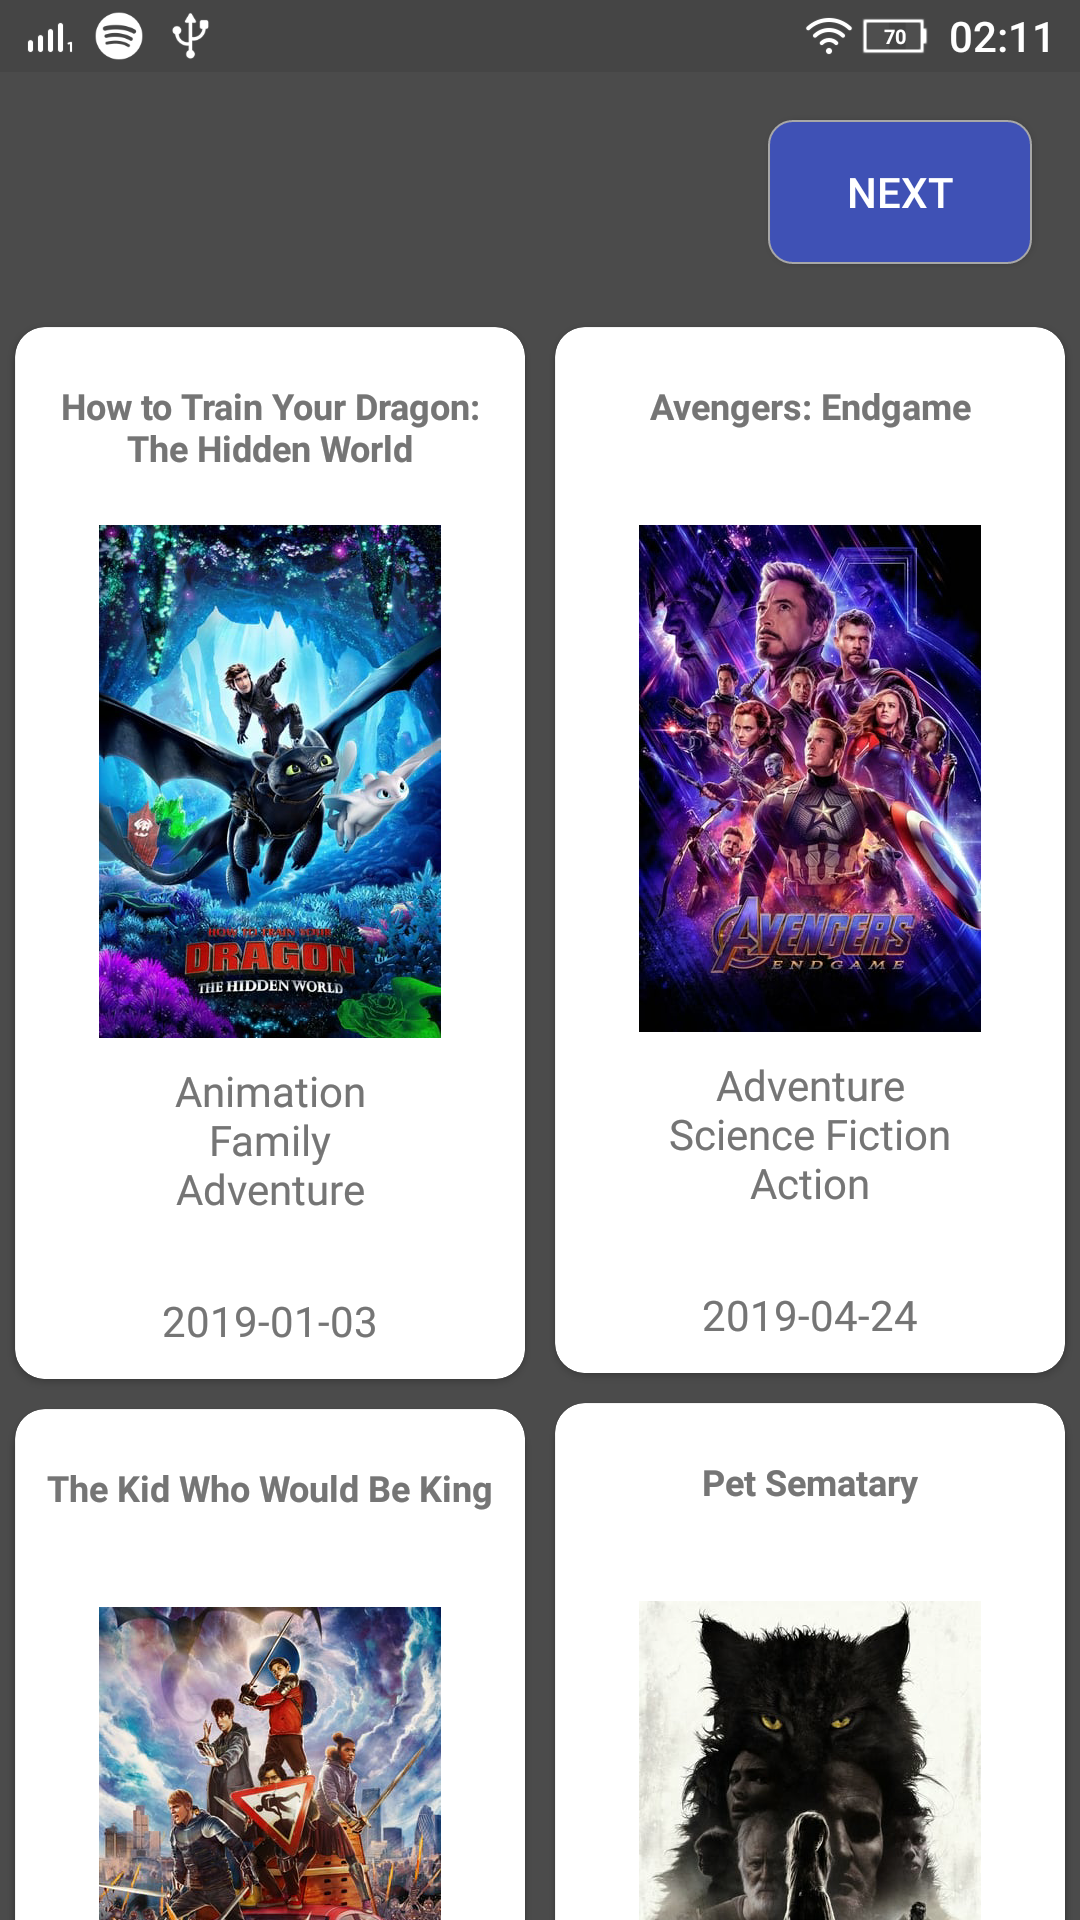 1
70
02:11
NEXT
How to Train Your Dragon:
The Hidden World
HOW TO TRAIN YOUR
DRAGON
THE HIDDEN WORLD
Animation
Family
Adventure
2019-01-03
Avengers: Endgame
AVENGERS
ENDGAME
Adventure
Science Fiction
Action
2019-04-24
The Kid Who Would Be King
Pet Sematary